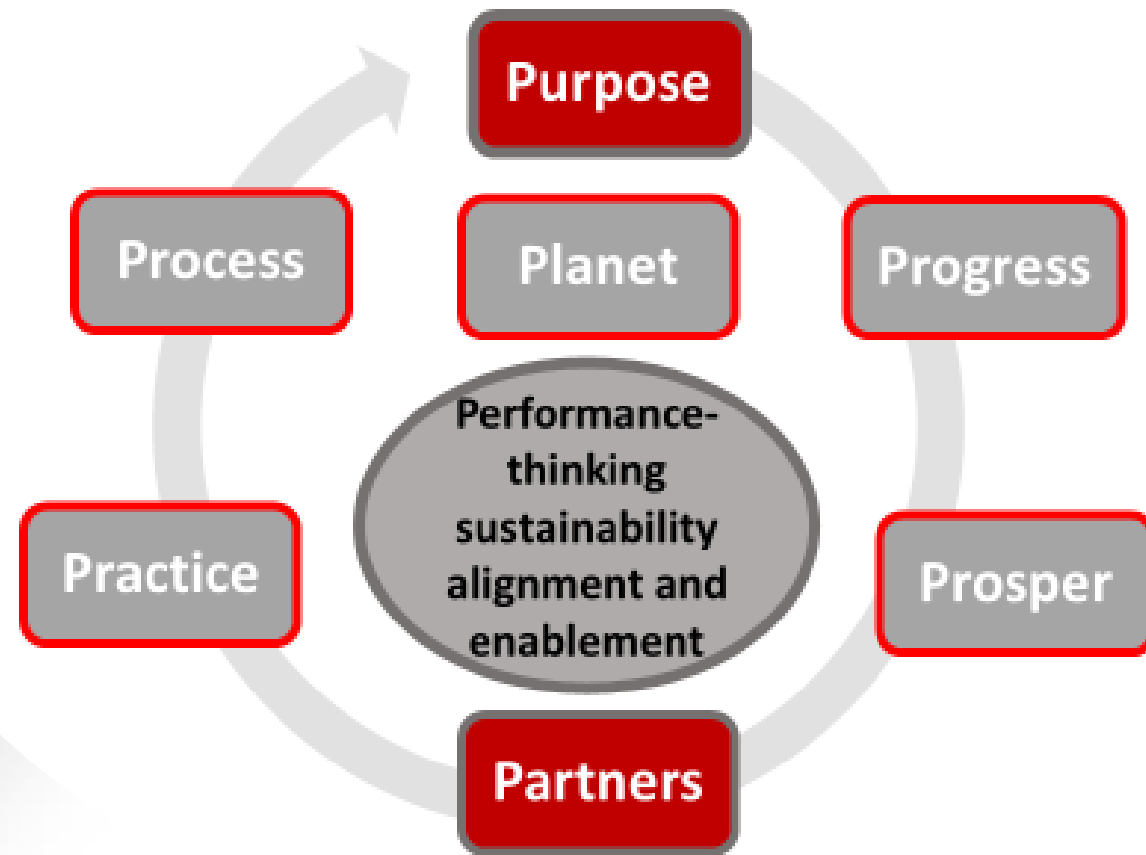 Purpose
Process
Planet
Progress
Performance-
thinking
sustainability
alignment and
enablement
Practice
Prosper
Partners